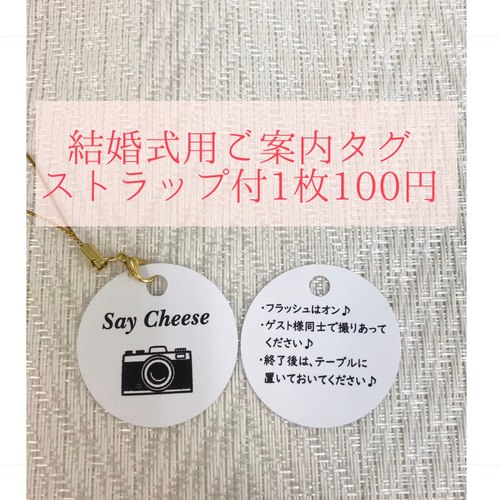 結婚式用ご案内タグ
ストラップ付1枚100円
Say Cheese
・フラッシュはオン♪
・ゲスト様同士で撮りあって
ください♪
・終了後は、テーブルに
置いておいてください♪